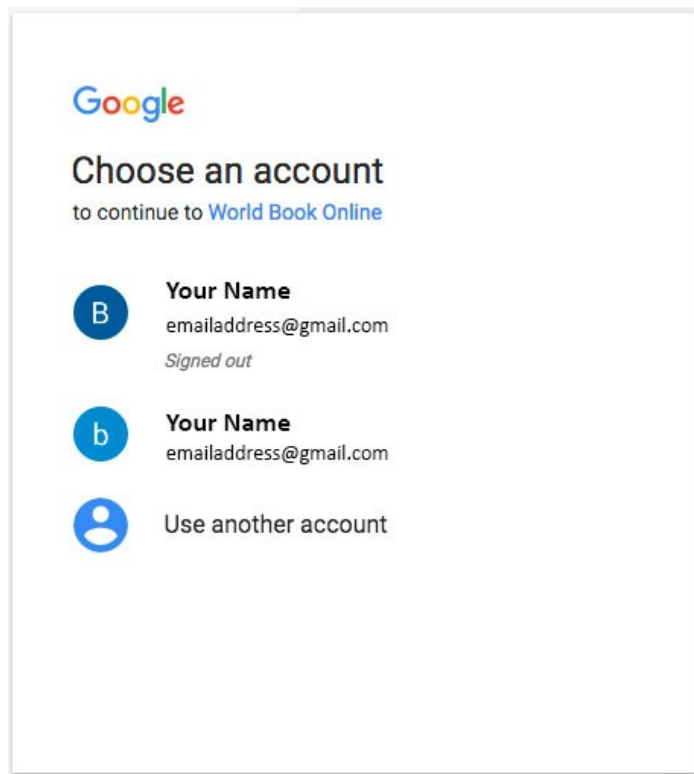 Google
Choose an account
to continue to World Book Online
B
Your Name
emailaddress@gmail.com
Signed out
b
Your Name
emailaddress@gmail.com
Use another account